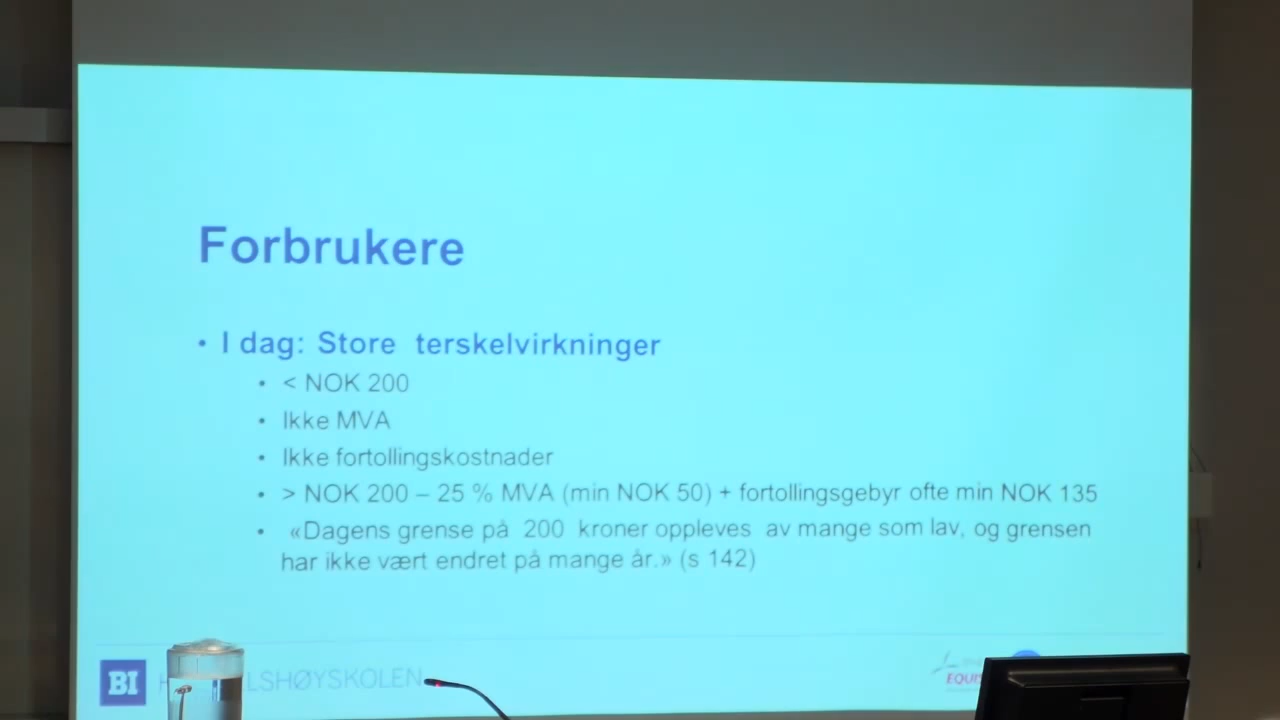 Forbrukere
• I dag: Store terskelvirkninger
• < NOK 200
• Ikke MVA
• Ikke fortollingskostnader
• > NOK 200 – 25 % MVA (min NOK 50) + fortollingsgebyr ofte min NOK 135
• «Dagens grense på 200 kroner oppleves av mange som lav, og grensen
har ikke vært endret på mange år.» (s 142)
BI H LSHØYSKOLEN
EQUIS